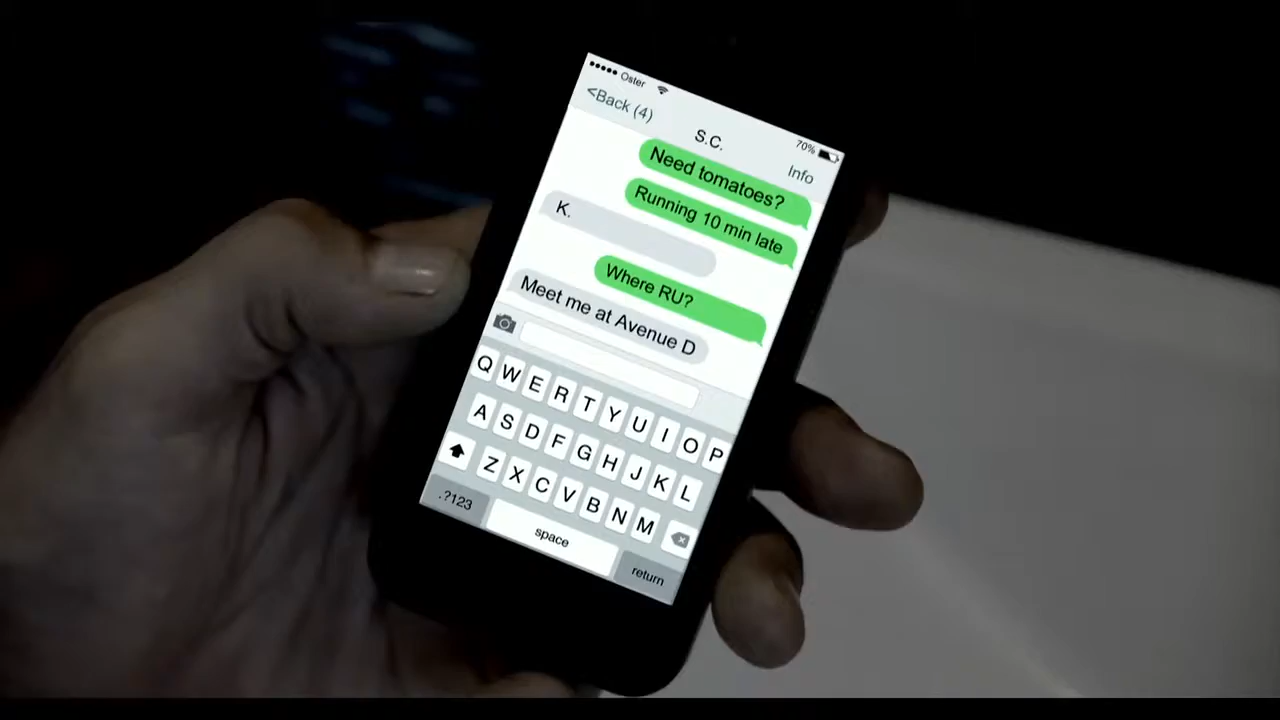 Oster
70%
<Back (4)
S.C.
Info
Need tomatoes?
Running 10 min late
K.
Where RU?
Meet me at Avenue D
Q W E R T Y U I O P
A S D F G H J K L
Z X C V B N M
.?123
space
return